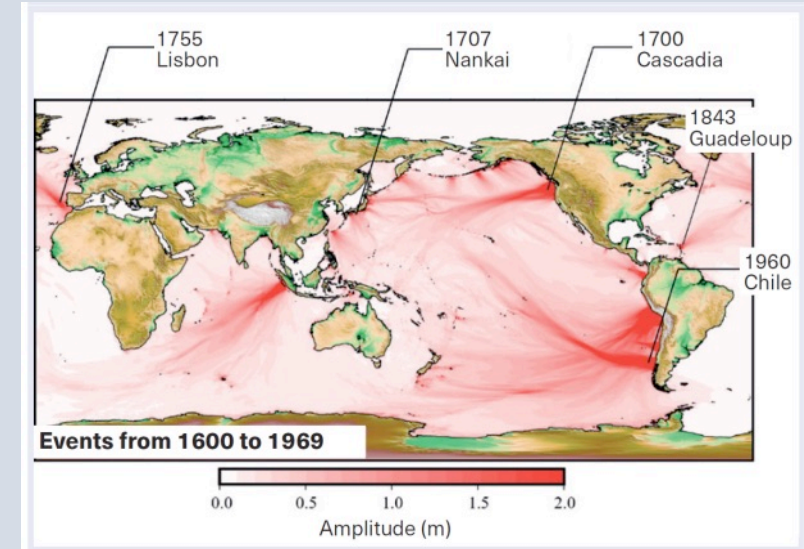 1755
Lisbon
1707
Nankai
1700
Cascadia
1843
Guadeloup
1960
Chile
Events from 1600 to 1969
0.0 0.5 1.0 1.5 2.0
Amplitude (m)